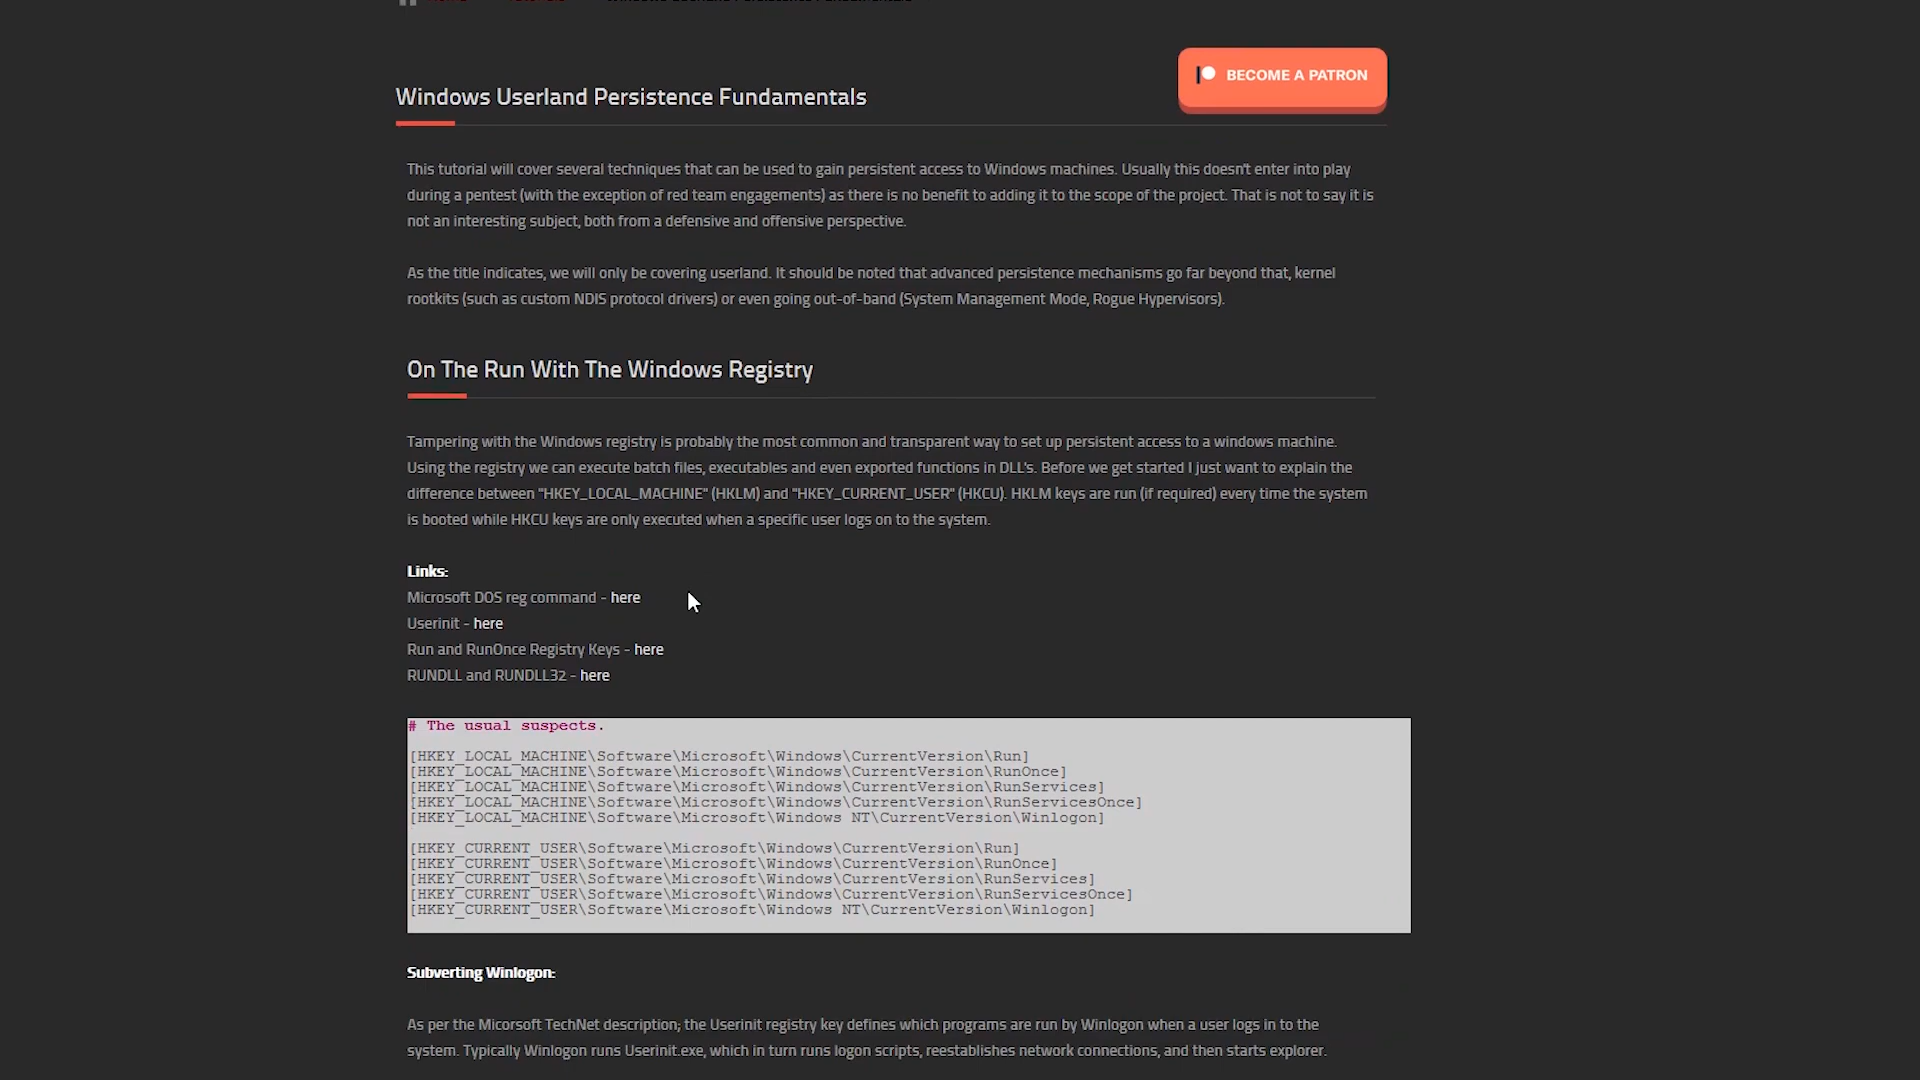 Windows Userland Persistence Fundamentals
BECOME A PATRON
Windows Userland Persistence Fundamentals
This tutorial will cover several techniques that can be used to gain persistent access to Windows machines. Usually this doesn't enter into play
during a pentest (with the exception of red team engagements) as there is no benefit to adding it to the scope of the project. That is not to say it is
not an interesting subject, both from a defensive and offensive perspective.
As the title indicates, we will only be covering userland. It should be noted that advanced persistence mechanisms go far beyond that, kernel
rootkits (such as custom NDIS protocol drivers) or even going out-of-band (System Management Mode, Rogue Hypervisors).
On The Run With The Windows Registry
Tampering with the Windows registry is probably the most common and transparent way to set up persistent access to a windows machine.
Using the registry we can execute batch files, executables and even exported functions in DLL's. Before we get started I just want to explain the
difference between "HKEY_LOCAL_MACHINE" (HKLM) and "HKEY_CURRENT_USER" (HKCU). HKLM keys are run (if required) every time the system
is booted while HKCU keys are only executed when a specific user logs on to the system.
Links:
Microsoft DOS reg command - here
Userinit - here
Run and RunOnce Registry Keys - here
RUNDLL and RUNDLL32 - here
# The usual suspects.
[HKEY_LOCAL_MACHINE\Software\Microsoft\Windows\CurrentVersion\Run]
[HKEY_LOCAL_MACHINE\Software\Microsoft\Windows\CurrentVersion\RunOnce]
[HKEY_LOCAL_MACHINE\Software\Microsoft\Windows\CurrentVersion\RunServices]
[HKEY_LOCAL_MACHINE\Software\Microsoft\Windows\CurrentVersion\RunServicesOnce]
[HKEY_LOCAL_MACHINE\Software\Microsoft\Windows NT\CurrentVersion\Winlogon]
[HKEY_CURRENT_USER\Software\Microsoft\Windows\CurrentVersion\Run]
[HKEY_CURRENT_USER\Software\Microsoft\Windows\CurrentVersion\RunOnce]
[HKEY_CURRENT_USER\Software\Microsoft\Windows\CurrentVersion\RunServices]
[HKEY_CURRENT_USER\Software\Microsoft\Windows\CurrentVersion\RunServicesOnce]
[HKEY_CURRENT_USER\Software\Microsoft\Windows NT\CurrentVersion\Winlogon]
Subverting Winlogon:
As per the Micorsoft TechNet description; the Userinit registry key defines which programs are run by Winlogon when a user logs in to the
system. Typically Winlogon runs Userinit.exe, which in turn runs logon scripts, reestablishes network connections, and then starts explorer.